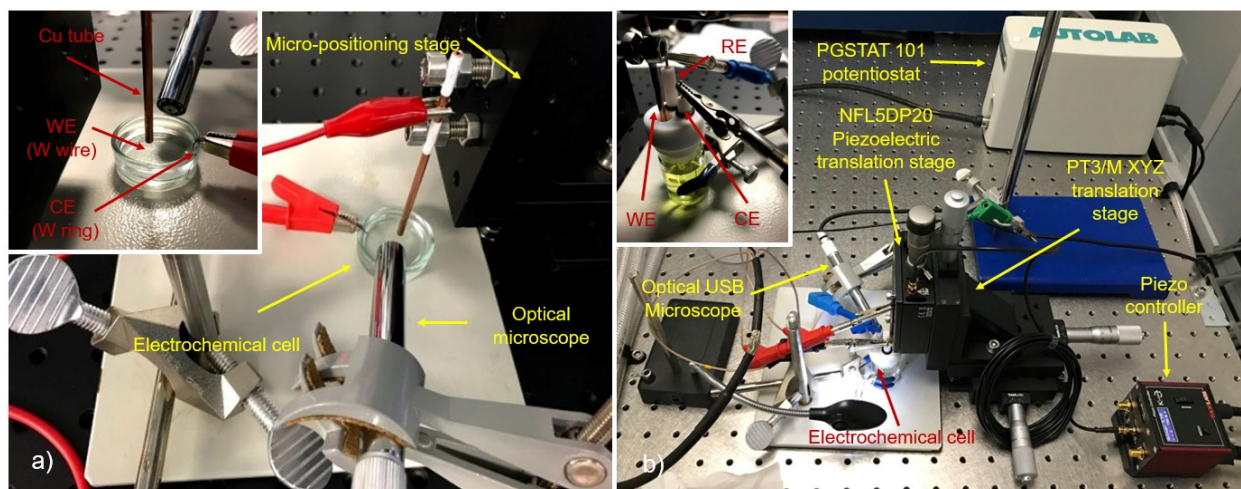 Cu tube
WE
(W wire)
CE
(W ring)
Micro-positioning stage
Electrochemical cell
Optical
microscope
a)
RE
WE
CE
AUTOLAB
PGSTAT 101
potentiostat
NFL5DP20
Piezoelectric
translation stage
PT3/M XYZ
translation
stage
Optical USB
Microscope
Piezo
controller
Electrochemical cell
b)